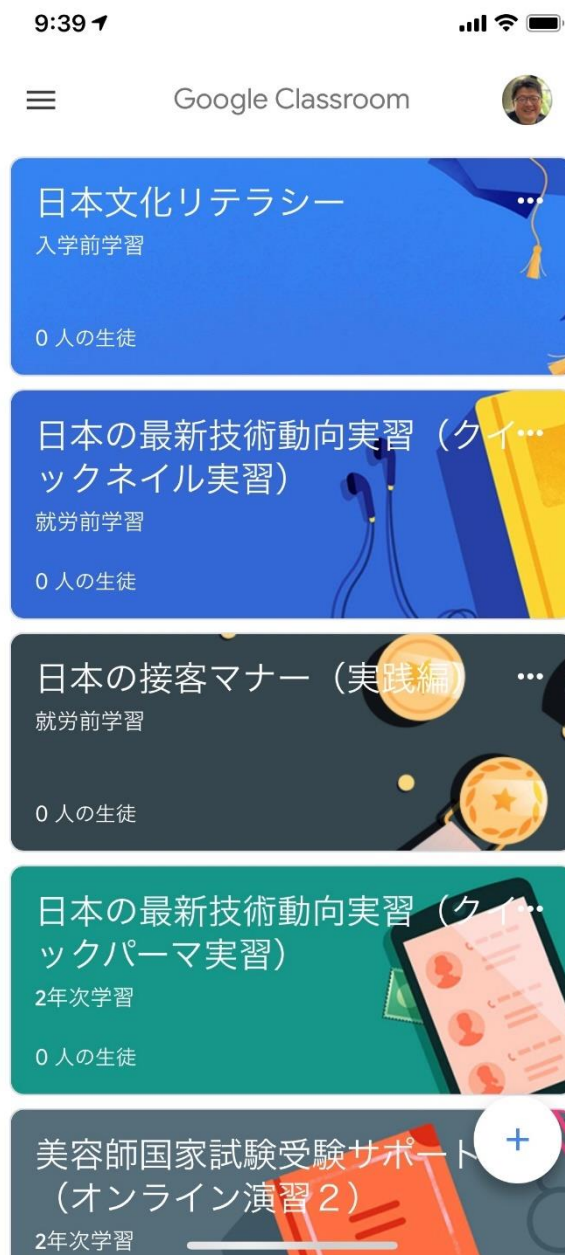 9:39
Google Classroom
日本文化リテラシー
入学前学習
0 人の生徒
日本の最新技術動向実習（クイ
ックネイル実習）
就労前学習
0 人の生徒
日本の接客マナー（実践編）
就労前学習
0 人の生徒
日本の最新技術動向実習（クイ
ックパーマ実習）
2年次学習
0 人の生徒
美容師国家試験受験サポート
（オンライン演習２）
2年次学習